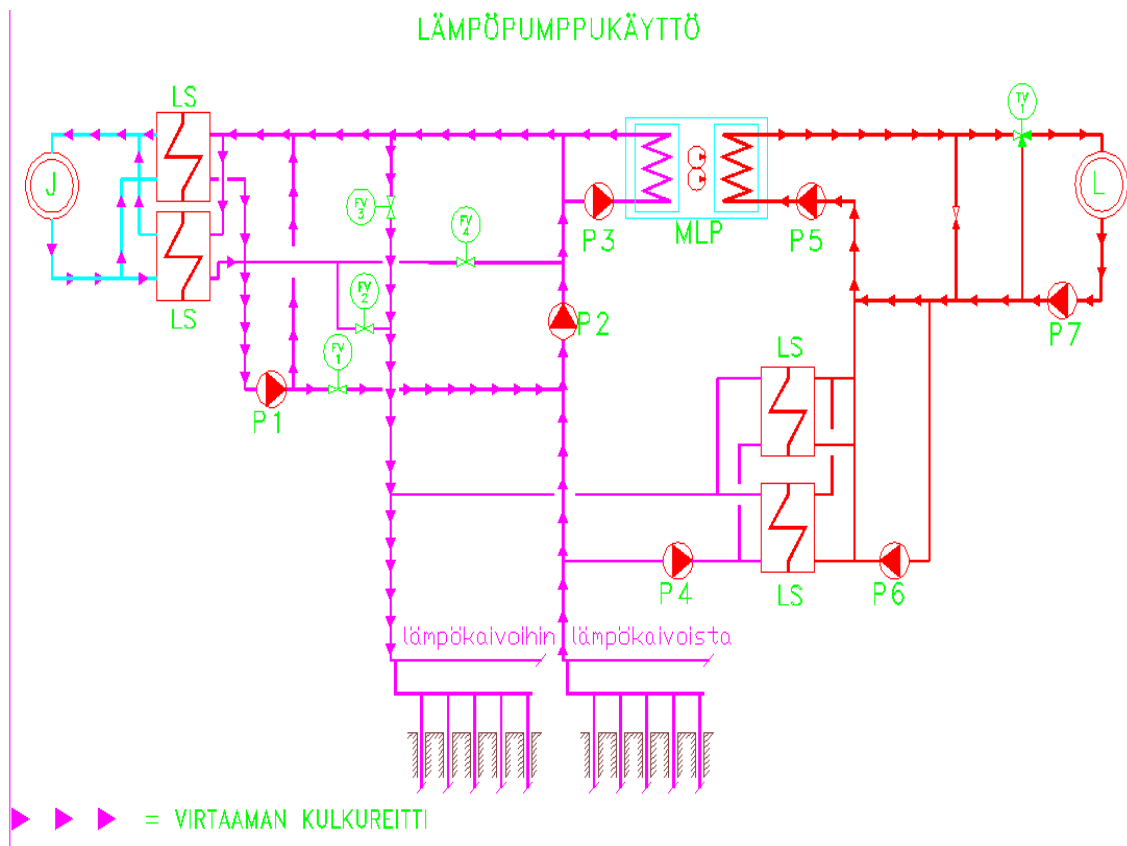 LÄMPÖPUMPPUKÄYTTÖ
LS
TV
1
J
FV
3
FV
4
P3
MLP
P5
L
LS
FV
2
P2
P7
FV
1
LS
P1
P4
LS
P6
lämpökaivoihin
lämpökaivoista
= VIRTAAMAN KULKUREITTI